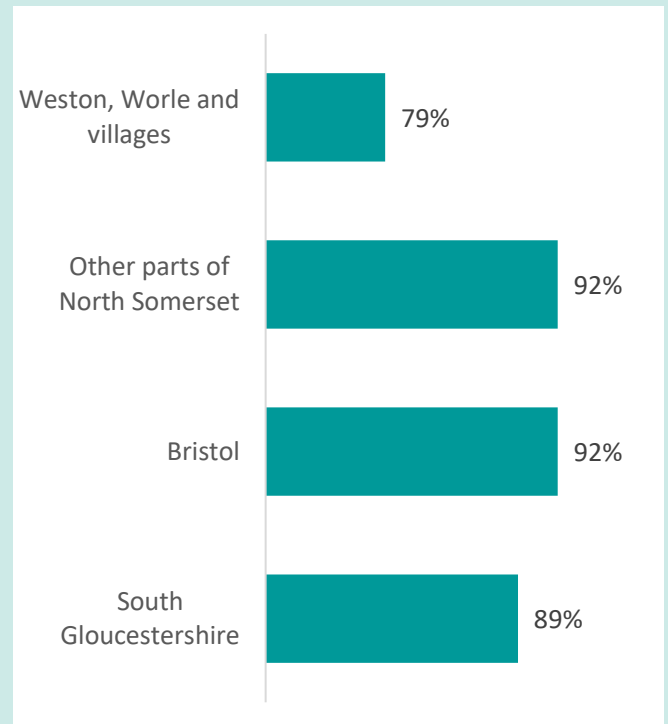 Weston, Worle and
villages
79%
Other parts of
North Somerset
92%
Bristol
92%
South
Gloucestershire
89%